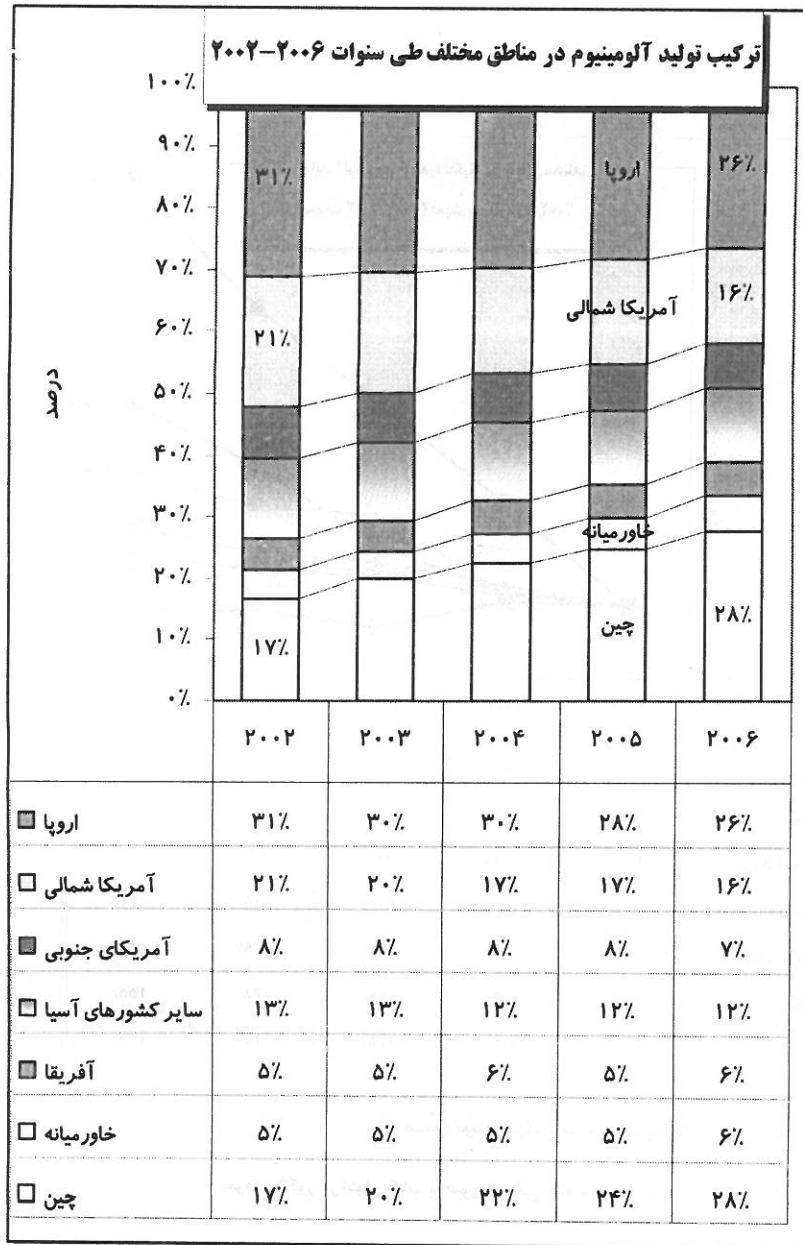 ترکیب تولید آلومینیوم در مناطق مختلف طی سنوات ۲۰۰۶-۲۰۰۲
۱۰۰٪
۹۰٪
۸۰٪
۷۰٪
۶۰٪
۵۰٪
۴۰٪
۳۰٪
۲۰٪
۱۰٪
۰٪
درصد
۳۱٪
۲۱٪
۱۷٪
اروپا
آمریکا شمالی
خاورمیانه
چین
۲۶٪
۱۶٪
۲۸٪
۲۰۰۲ ۲۰۰۳ ۲۰۰۴ ۲۰۰۵ ۲۰۰۶
اروپا ۳۱٪ ۳۰٪ ۳۰٪ ۲۸٪ ۲۶٪
آمریکا شمالی ۲۱٪ ۲۰٪ ۱۷٪ ۱۷٪ ۱۶٪
آمریکای جنوبی ۸٪ ۸٪ ۸٪ ۸٪ ۷٪
سایر کشورهای آسیا ۱۳٪ ۱۳٪ ۱۲٪ ۱۲٪ ۱۲٪
آفریقا ۵٪ ۵٪ ۶٪ ۵٪ ۶٪
خاورمیانه ۵٪ ۵٪ ۵٪ ۵٪ ۶٪
چین ۱۷٪ ۲۰٪ ۲۲٪ ۲۴٪ ۲۸٪